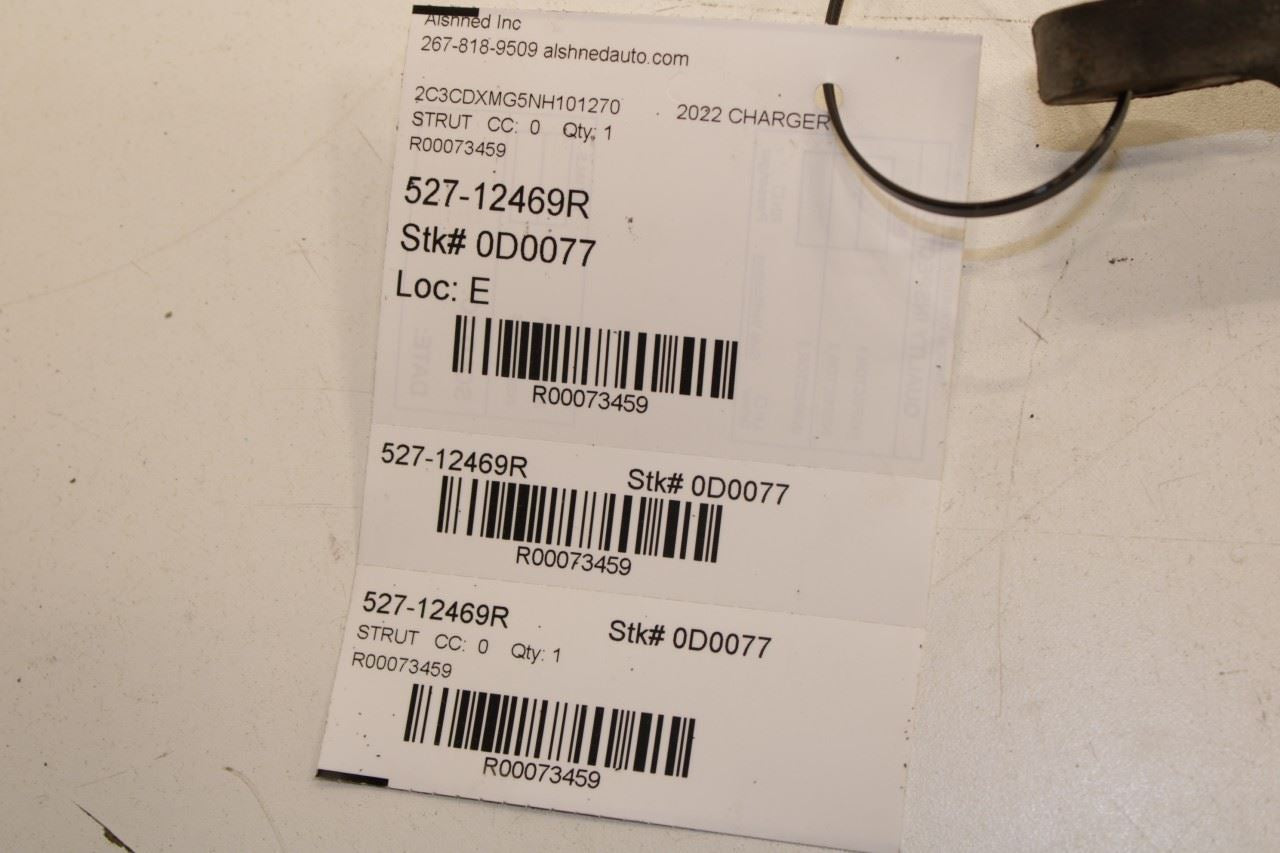 Alshned Inc
267-818-9509 alshnedauto.com
2C3CDXMG5NH101270 2022 CHARGER
STRUT CC: 0 Qty: 1
R00073459
527-12469R
Stk# 0D0077
Loc: E
R00073459
527-12469R Stk# 0D0077
R00073459
527-12469R Stk# 0D0077
STRUT CC: 0 Qty: 1
R00073459
R00073459